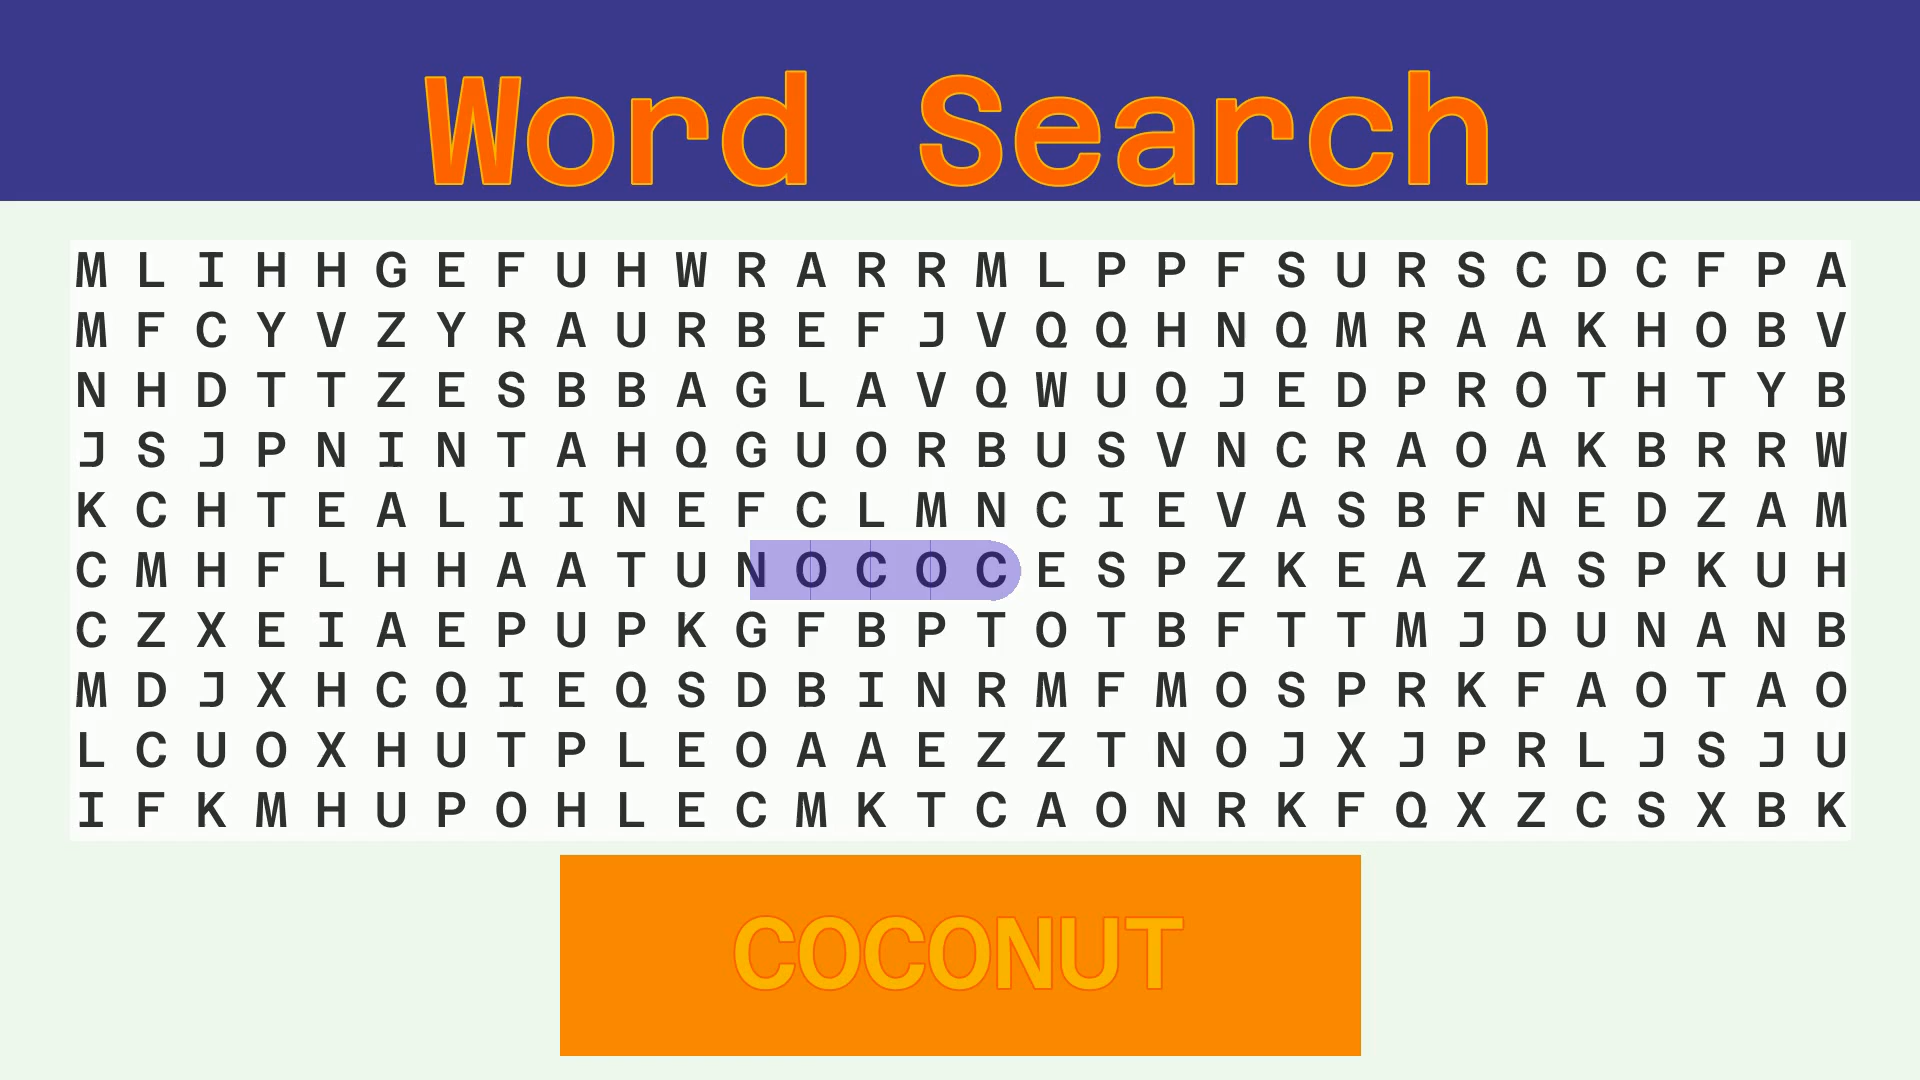 Word Search
M L I H H G E F U H W R A R R M L P P F S U R S C D C F P A
M F C Y V Z Y R A U R B E F J V Q Q H N Q M R A A K H O B V
N H D T T Z E S B B A G L A V Q W U Q J E D P R O T H T Y B
J S J P N I N T A H Q G U O R B U S V N C R A O A K B R R W
K C H T E A L I I N E F C L M N C I E V A S B F N E D Z A M
C M H F L H H A A T U N O C O C E S P Z K E A Z A S P K U H
C Z X E I A E P U P K G F B P T O T B F T T M J D U N A N B
M D J X H C Q I E Q S D B I N R M F M O S P R K F A O T A O
L C U O X H U T P L E O A A E Z Z T N O J X J P R L J S J U
I F K M H U P O H L E C M K T C A O N R K F Q X Z C S X B K
COCONUT